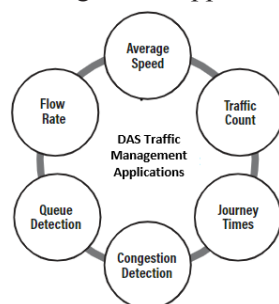 Average
Speed
Flow
Rate
Traffic
Count
DAS Traffic
Management
Applications
Queue
Detection
Journey
Times
Congestion
Detection